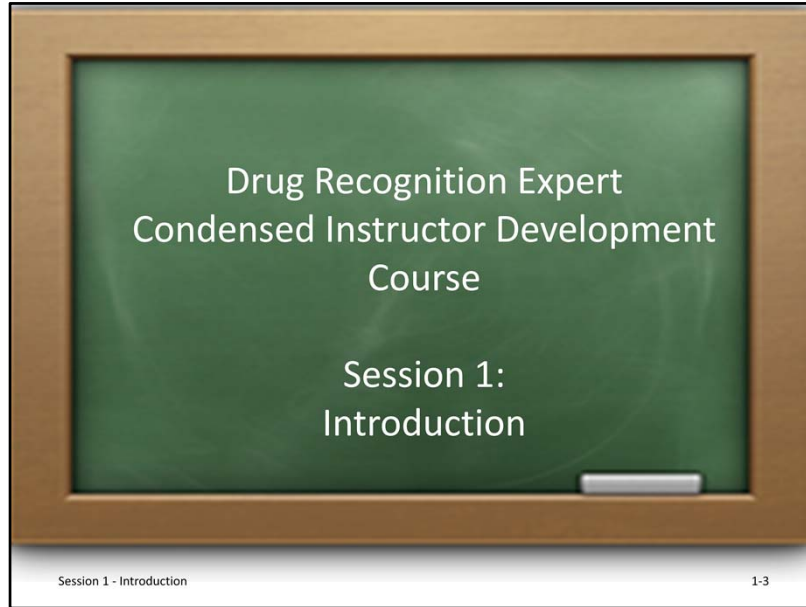 Drug Recognition Expert
Condensed Instructor Development
Course
Session 1:
Introduction
Session 1 - Introduction
1-3